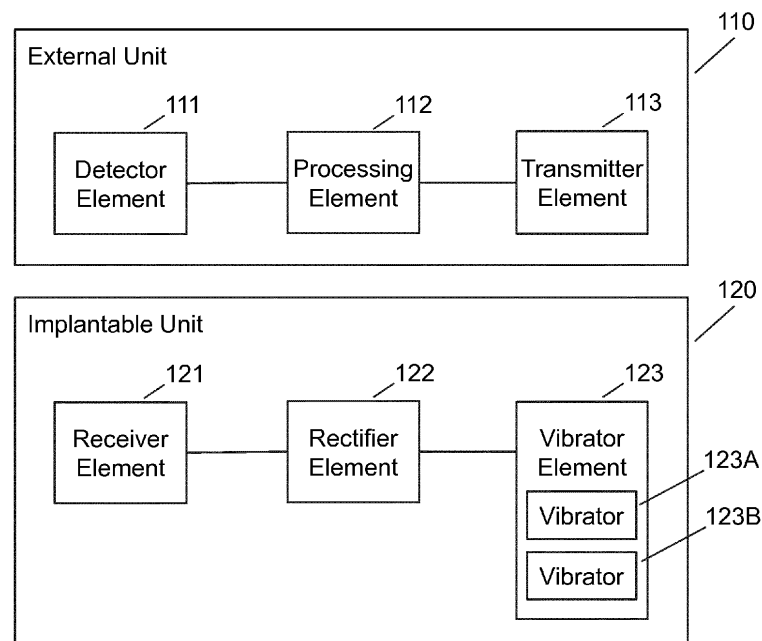 110
External Unit
111
112
113
Detector
Element
Processing
Element
Transmitter
Element
120
Implantable Unit
121
122
123
Receiver
Element
Rectifier
Element
Vibrator
Element
123A
Vibrator
123B
Vibrator